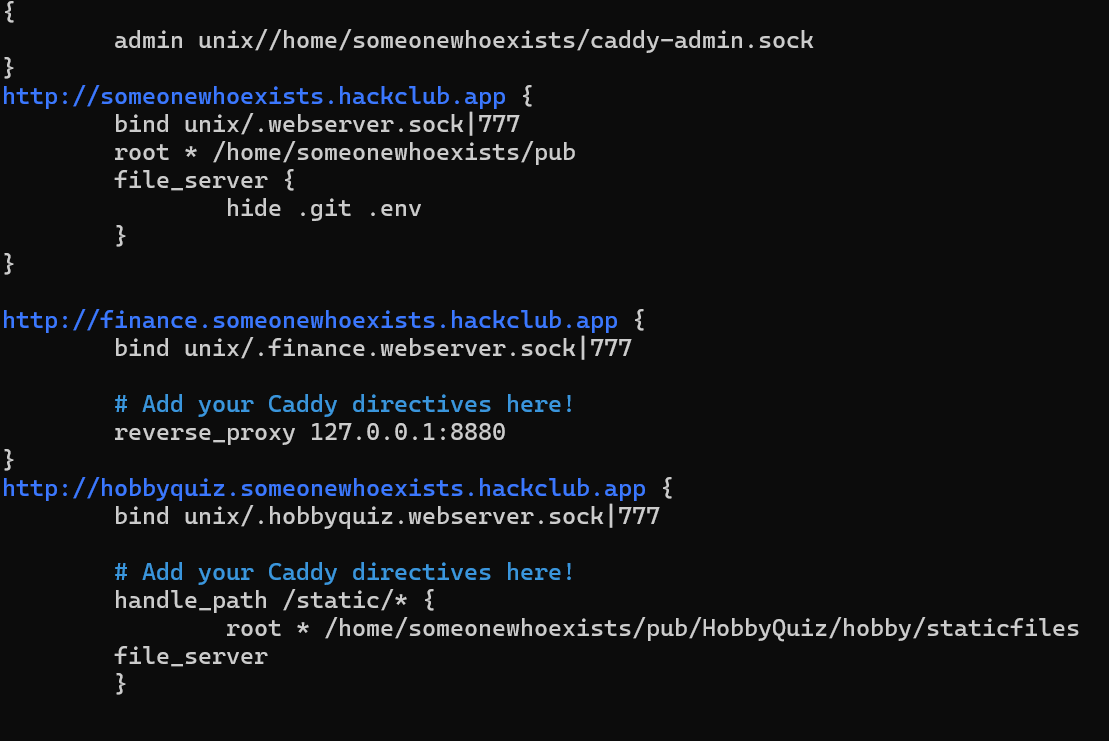 {
        admin unix//home/someonewhoexists/caddy-admin.sock
}
http://someonewhoexists.hackclub.app {
        bind unix/.webserver.sock|777
        root * /home/someonewhoexists/pub
        file_server {
                hide .git .env
        }
}

http://finance.someonewhoexists.hackclub.app {
        bind unix/.finance.webserver.sock|777

        # Add your Caddy directives here!
        reverse_proxy 127.0.0.1:8880
}
http://hobbyquiz.someonewhoexists.hackclub.app {
        bind unix/.hobbyquiz.webserver.sock|777

        # Add your Caddy directives here!
        handle_path /static/* {
                root * /home/someonewhoexists/pub/HobbyQuiz/hobby/staticfiles
        file_server
        }